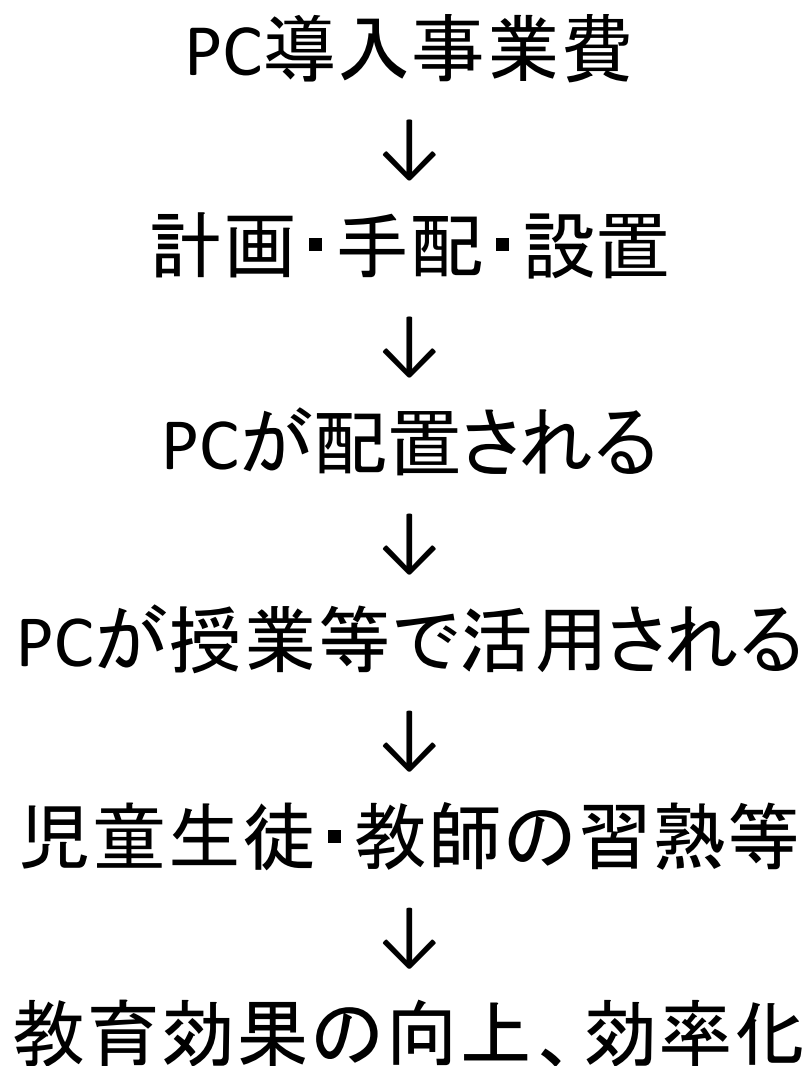 PC導入事業費
↓
計画・手配・設置
↓
PCが配置される
↓
PCが授業等で活用される
↓
児童生徒・教師の習熟等
↓
教育効果の向上、効率化